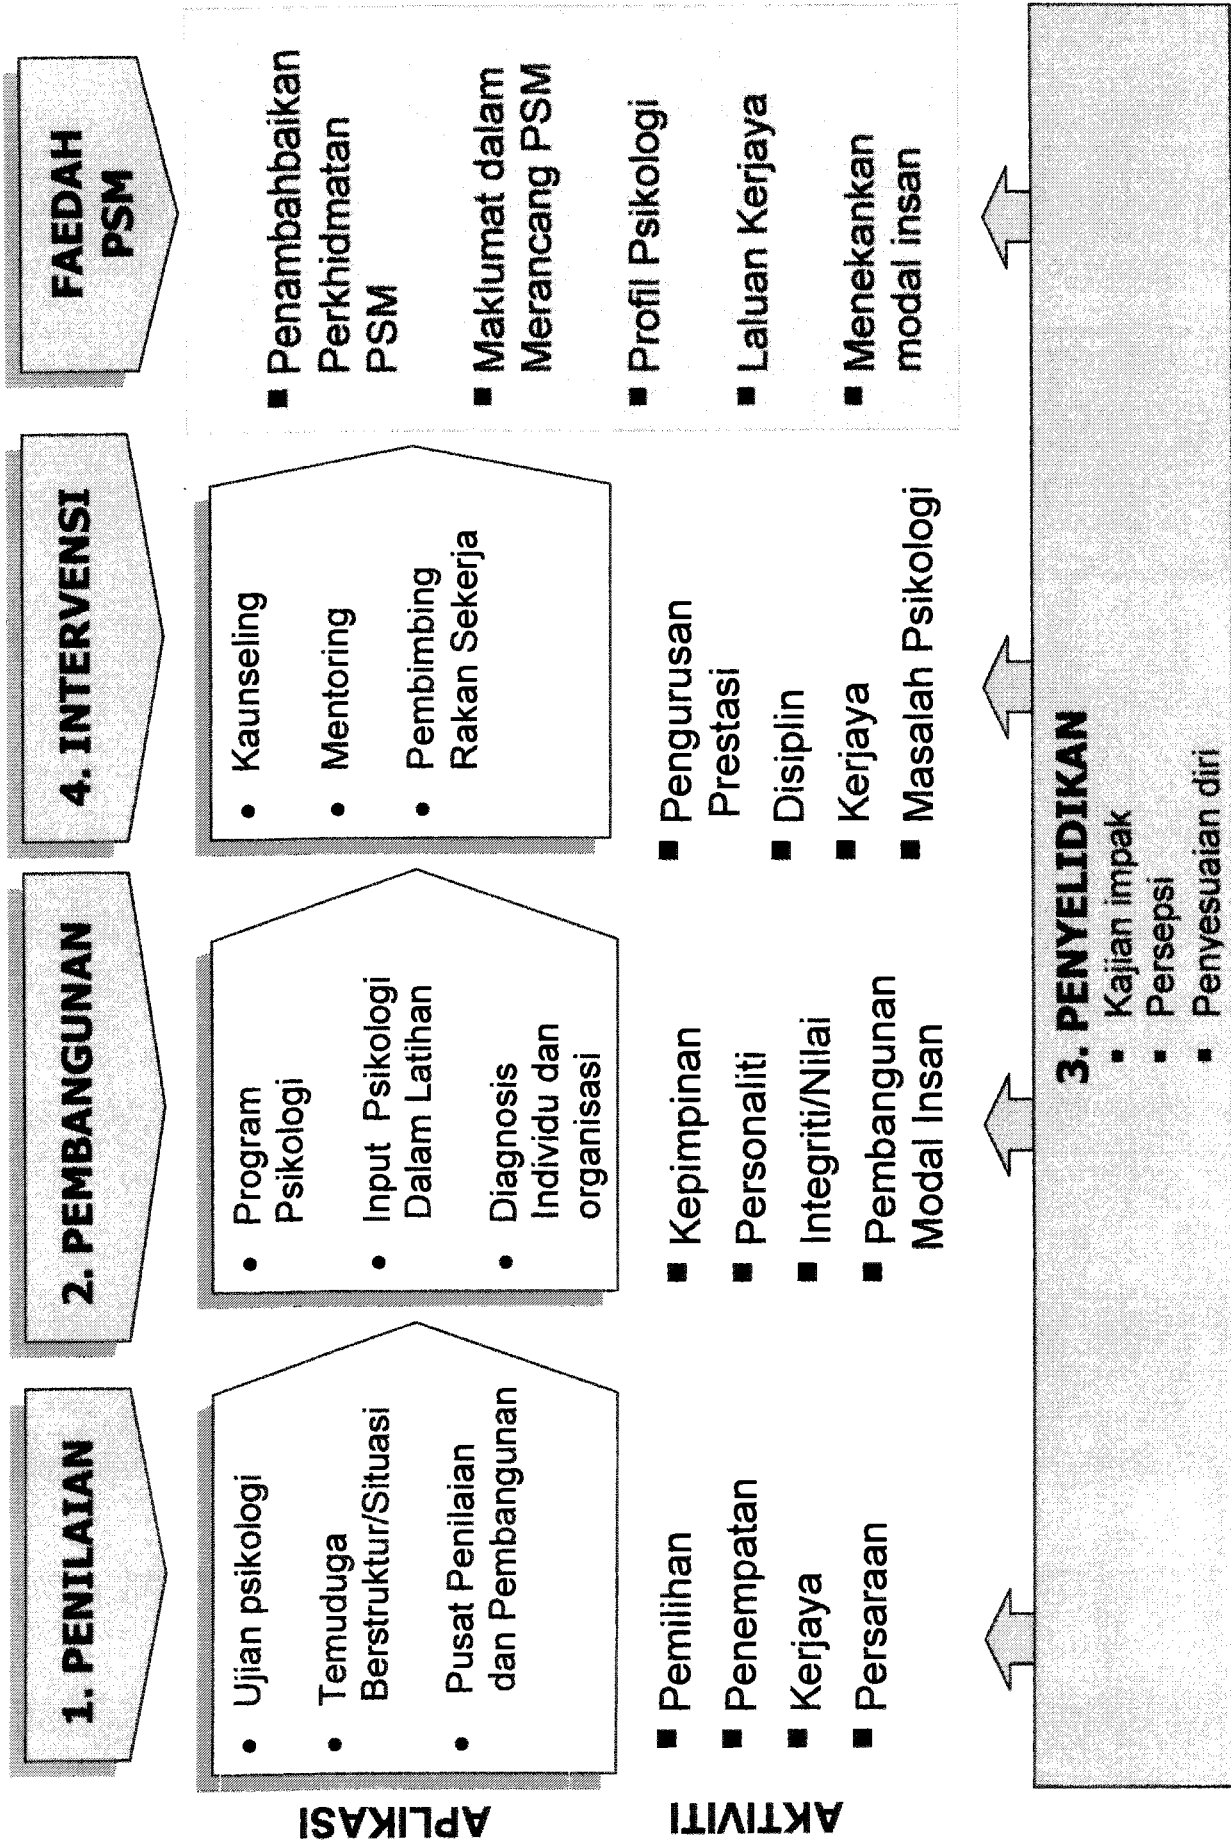 1. PENILAIAN
2. PEMBANGUNAN
4. INTERVENSI
FAEDAH
PSM
APLIKASI
• Ujian psikologi
• Temuduga
Berstruktur/Situasi
• Pusat Penilaian
dan Pembangunan
• Program
Psikologi
• Input Psikologi
Dalam Latihan
• Diagnosis
Individu dan
organisasi
• Kaunseling
• Mentoring
• Pembimbing
Rakan Sekerja
■ Penambahbaikan
Perkhidmatan
PSM
■ Maklumat dalam
Merancang PSM
■ Profil Psikologi
■ Laluan Kerjaya
■ Menekankan
modal insan
AKTIVITI
■ Pemilihan
■ Penempatan
■ Kerjaya
■ Persaraan
■ Kepimpinan
■ Personaliti
■ Integriti/Nilai
■ Pembangunan
Modal Insan
■ Pengurusan
Prestasi
■ Disiplin
■ Kerjaya
■ Masalah Psikologi
3. PENYELIDIKAN
▪ Kajian impak
▪ Persepsi
▪ Penyesuaian diri